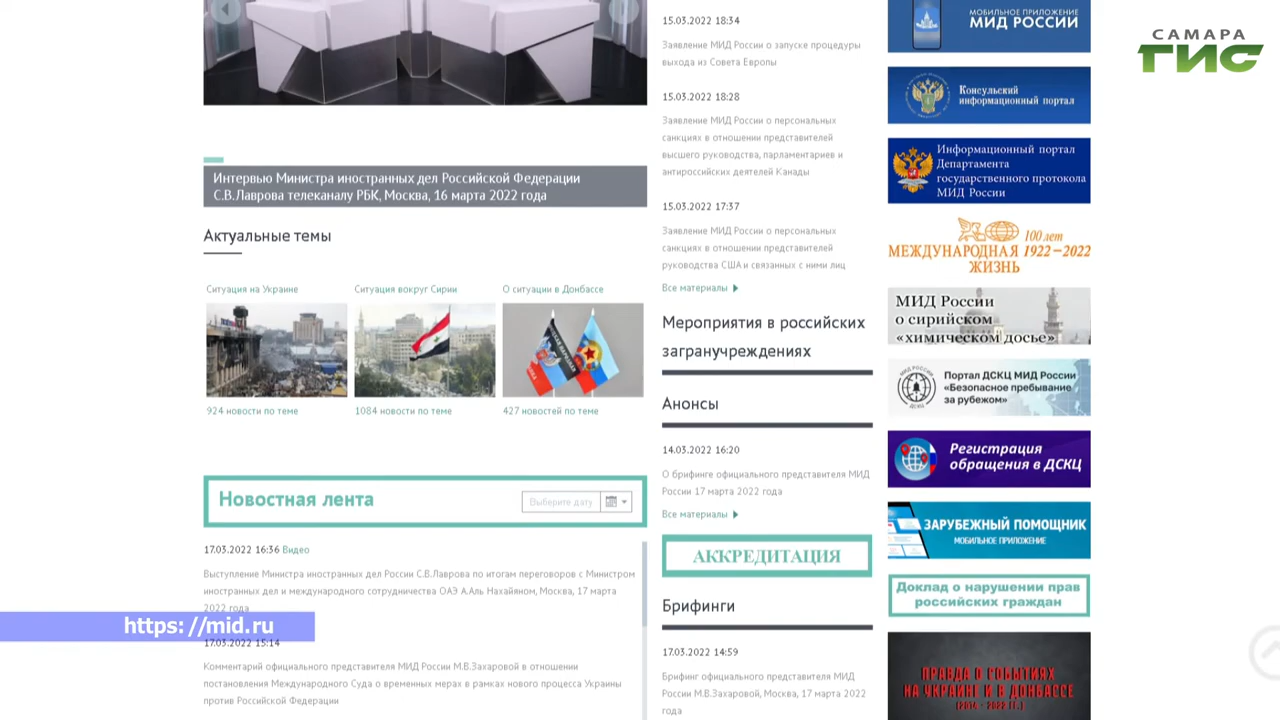 Интервью Министра иностранных дел Российской Федерации
С.В.Лаврова телеканалу РБК, Москва, 16 марта 2022 года
Актуальные темы
Ситуация на Украине
Ситуация вокруг Сирии
О ситуации в Донбассе
924 новости по теме
1084 новости по теме
427 новостей по теме
Новостная лента
Выберите дату
17.03.2022 16:36 Видео
Выступление Министра иностранных дел России С.В.Лаврова по итогам переговоров с Министром
иностранных дел и международного сотрудничества ОАЭ А.Аль Нахайяном, Москва, 17 марта
2022 года
https://mid.ru
17.03.2022 15:14
Комментарий официального представителя МИД России М.В.Захаровой в отношении
постановления Международного Суда о временных мерах в рамках нового процесса Украины
против Российской Федерации
15.03.2022 18:34
Заявление МИД России о запуске процедуры
выхода из Совета Европы
15.03.2022 18:28
Заявление МИД России о персональных
санкциях в отношении представителей
высшего руководства, парламентариев и
антироссийских деятелей Канады
15.03.2022 17:37
Заявление МИД России о персональных
санкциях в отношении представителей
руководства США и связанных с ними лиц
Все материалы
Мероприятия в российских
загранучреждениях
Анонсы
14.03.2022 16:20
О брифинге официального представителя МИД
России 17 марта 2022 года
Все материалы
АККРЕДИТАЦИЯ
Брифинги
17.03.2022 14:59
Брифинг официального представителя МИД
России М.В.Захаровой, Москва, 17 марта 2022
года
МОБИЛЬНОЕ ПРИЛОЖЕНИЕ
МИД РОССИИ
Консульский
информационный портал
Информационный портал
Департамента
государственного протокола
МИД России
100 лет
МЕЖДУНАРОДНАЯ 1922–2022
ЖИЗНЬ
МИД России
о сирийском
«химическом досье»
Портал ДСКЦ МИД России
«Безопасное пребывание
за рубежом»
Регистрация
обращения в ДСКЦ
ЗАРУБЕЖНЫЙ ПОМОЩНИК
МОБИЛЬНОЕ ПРИЛОЖЕНИЕ
Доклад о нарушении прав
российских граждан
ПРАВДА О СОБЫТИЯХ
НА УКРАИНЕ И В ДОНБАССЕ
(2014 - 2022 гг.)
САМАРА
ГИС